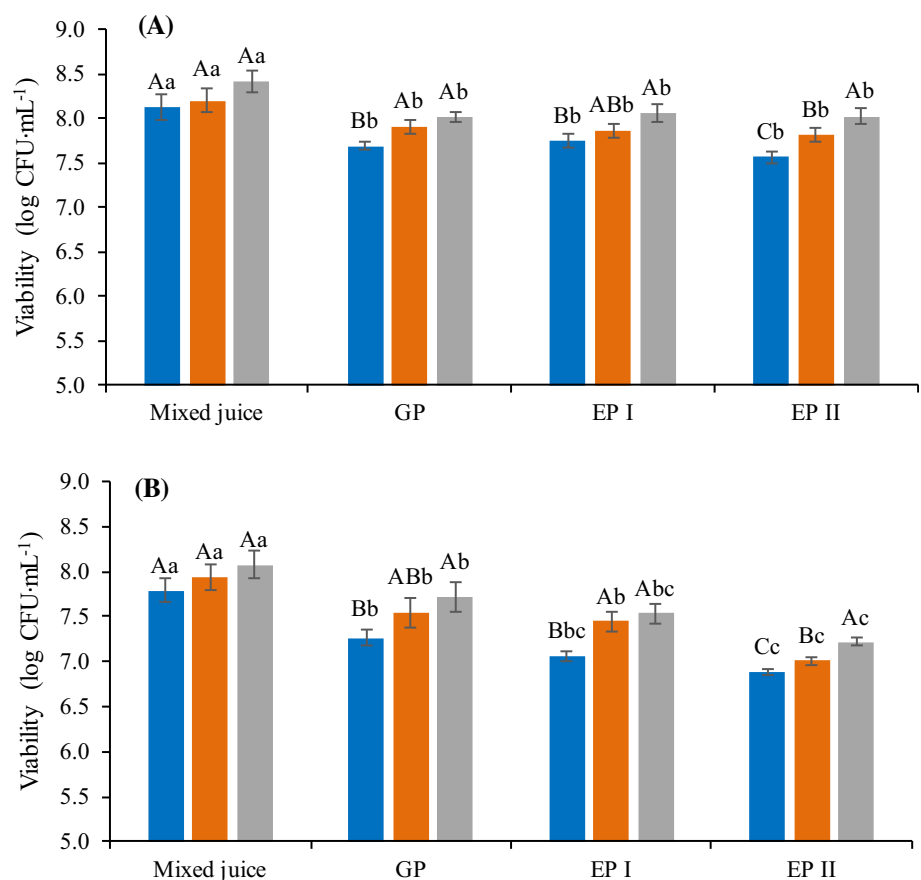 (A)
Viability (log CFU·mL-1)
9.0
8.5
8.0
7.5
7.0
6.5
6.0
5.5
5.0
Aa Aa Aa
Bb Ab Ab
Bb ABb Ab
Cb Bb Ab
Mixed juice GP EP I EP II
(B)
Viability (log CFU·mL-1)
9.0
8.5
8.0
7.5
7.0
6.5
6.0
5.5
5.0
Aa Aa Aa
Bb ABb Ab
Bbc Ab Abc
Cc Bc Ac
Mixed juice GP EP I EP II